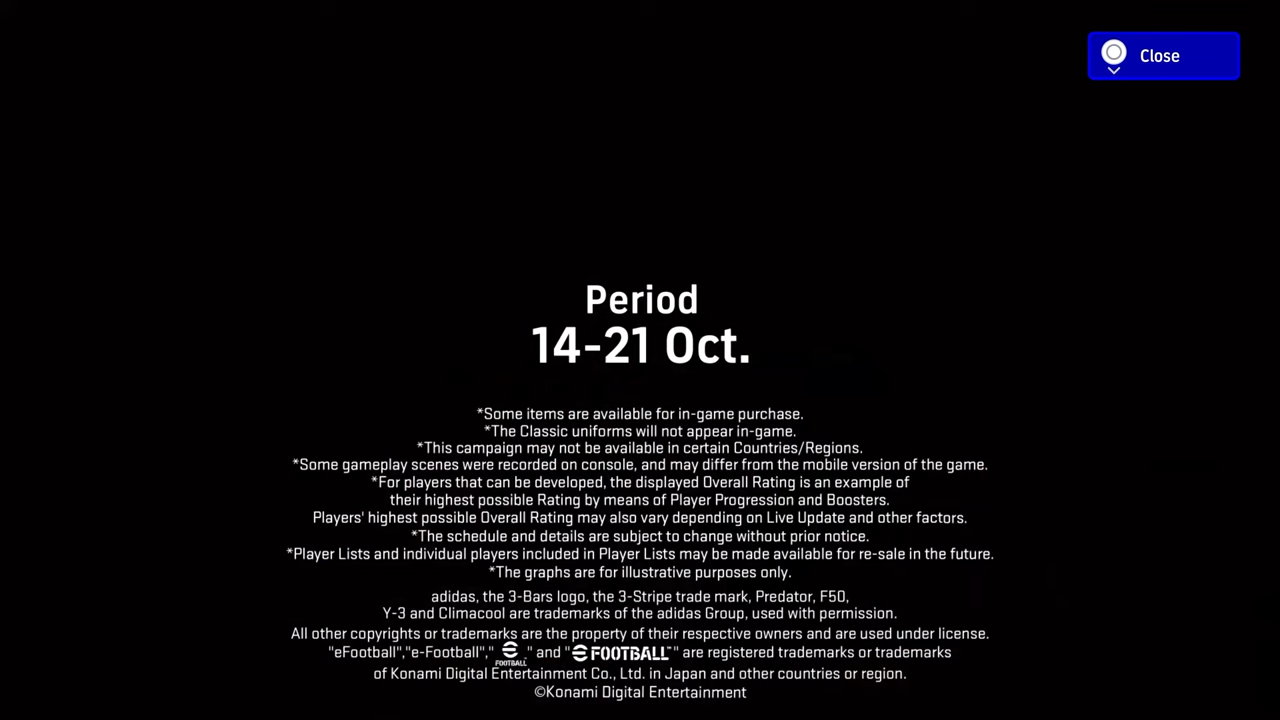 Close
Period
14-21 Oct.
*Some items are available for in-game purchase.
*The Classic uniforms will not appear in-game.
*This campaign may not be available in certain Countries/Regions.
*Some gameplay scenes were recorded on console, and may differ from the mobile version of the game.
*For players that can be developed, the displayed Overall Rating is an example of
their highest possible Rating by means of Player Progression and Boosters.
Players' highest possible Overall Rating may also vary depending on Live Update and other factors.
*The schedule and details are subject to change without prior notice.
*Player Lists and individual players included in Player Lists may be made available for re-sale in the future.
*The graphs are for illustrative purposes only.
adidas, the 3-Bars logo, the 3-Stripe trade mark, Predator, F50,
Y-3 and Climacool are trademarks of the adidas Group, used with permission.
All other copyrights or trademarks are the property of their respective owners and are used under license.
"eFootball","e-Football","e FOOTBALL™" and "eFOOTBALL™" are registered trademarks or trademarks
of Konami Digital Entertainment Co., Ltd. in Japan and other countries or region.
©Konami Digital Entertainment